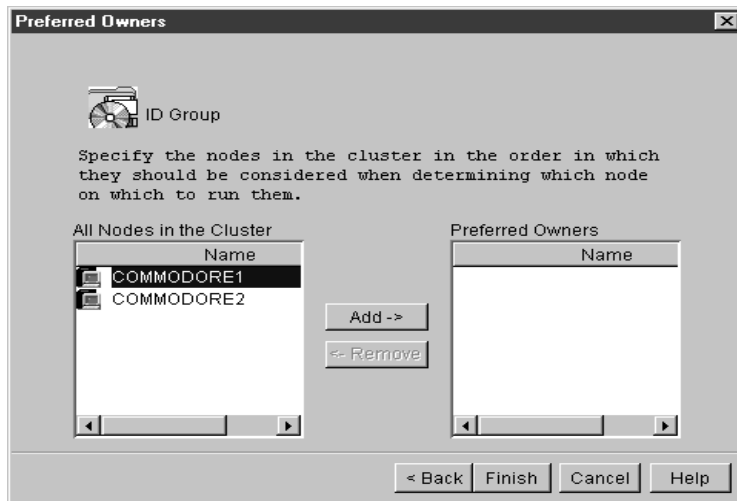 Preferred Owners
ID Group
Specify the nodes in the cluster in the order in which
they should be considered when determining which node
on which to run them.
All Nodes in the Cluster
Preferred Owners
Name
Name
COMMODORE1
COMMODORE2
Add ->
<- Remove
< Back
Finish
Cancel
Help